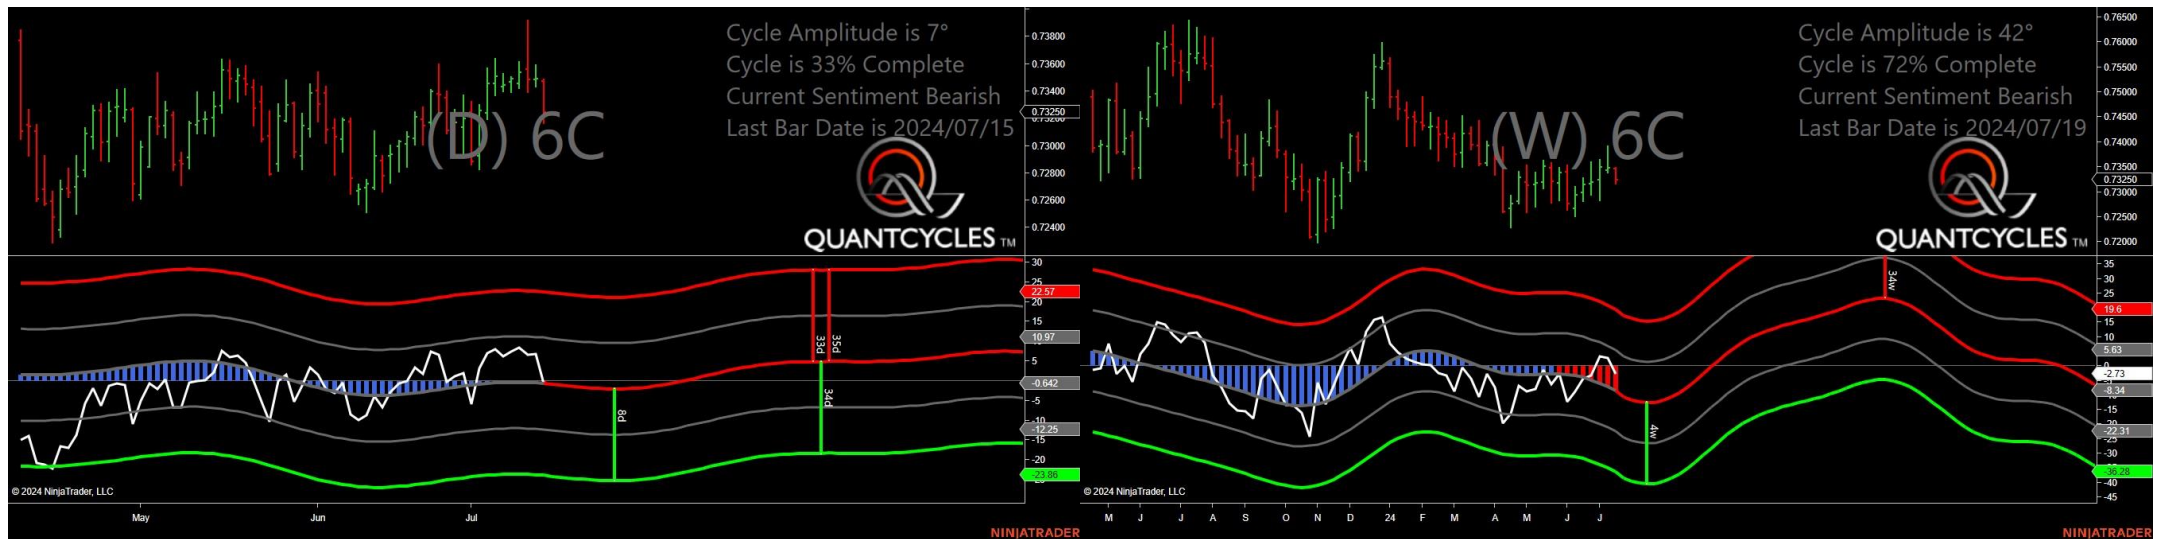 Cycle Amplitude is 7°
Cycle is 33% Complete
Current Sentiment Bearish
Last Bar Date is 2024/07/15
(D) 6C
QUANTCYCLES TM
0.73800
0.73600
0.73400
0.73250
0.73000
0.72800
0.72600
0.72400
30
25
22.57
20
15
10.97
5
-0.642
-5
-10
-12.25
-15
-20
-23.86
33d
35d
34d
8d
© 2024 NinjaTrader, LLC
May
Jun
Jul
NINJATRADER
Cycle Amplitude is 42°
Cycle is 72% Complete
Current Sentiment Bearish
Last Bar Date is 2024/07/19
(W) 6C
QUANTCYCLES TM
0.76500
0.76000
0.75500
0.75000
0.74500
0.74000
0.73500
0.73250
0.73000
0.72500
0.72000
35
30
25
19.6
15
10
5.63
-2.73
-8.34
-15
-22.31
-25
-30
-36.28
-40
-45
34w
4w
© 2024 NinjaTrader, LLC
M J J A S O N D 24 F M A M J J
NINJATRADER